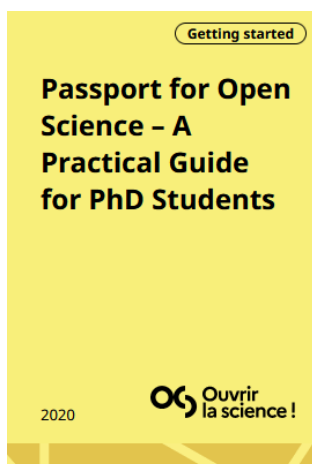 Getting started
Passport for Open
Science – A
Practical Guide
for PhD Students
2020
Ouvrir
la science !